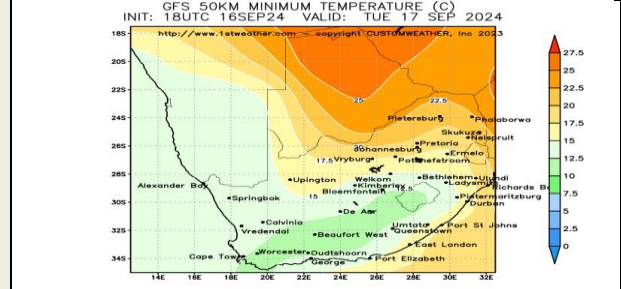 GFS 50KM MINIMUM TEMPERATURE (C)
INIT: 18UTC 16SEP24 VALID: TUE 17 SEP 2024
http://www.1stweather.com copyright CUSTOMWEATHER, Inc 2023
18S
20S
22S
24S
26S
28S
30S
32S
34S
14E
16E
18E
20E
22E
24E
26E
28E
30E
32E
27.5
25
22.5
20
17.5
15
12.5
10
7.5
5
2.5
0
25
22.5
Pietersburg
Phalaborwa
Skukuza
Nelspruit
Pretoria
Johannesburg
Ermelo
17.5
Vryburg
Potchefstroom
Upington
Welkom
Bethlehem
Ulundi
Kimberley
Ladysmith
Bloemfontein
Richards B
Alexander Bay
Springbok
15
Pietermaritzburg
Durban
De Aar
Calvinia
Vredendal
Umtata
Port St Johns
Beaufort West
Queenstown
East London
Cape Town
Worcester
Oudtshoorn
George
Port Elizabeth